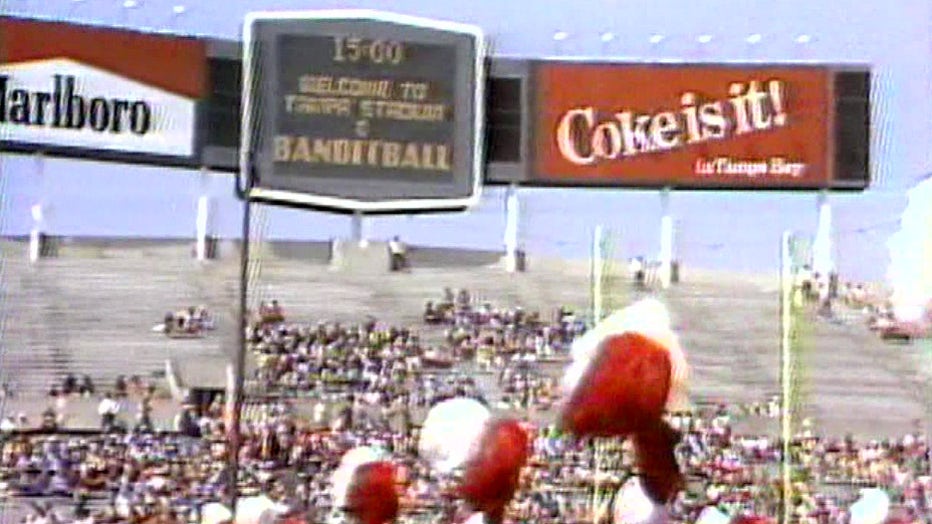 Marlboro
15:00
WELCOME TO
TAMPA STADIUM
&
BANDITBALL
Coke is it!
in Tampa Bay